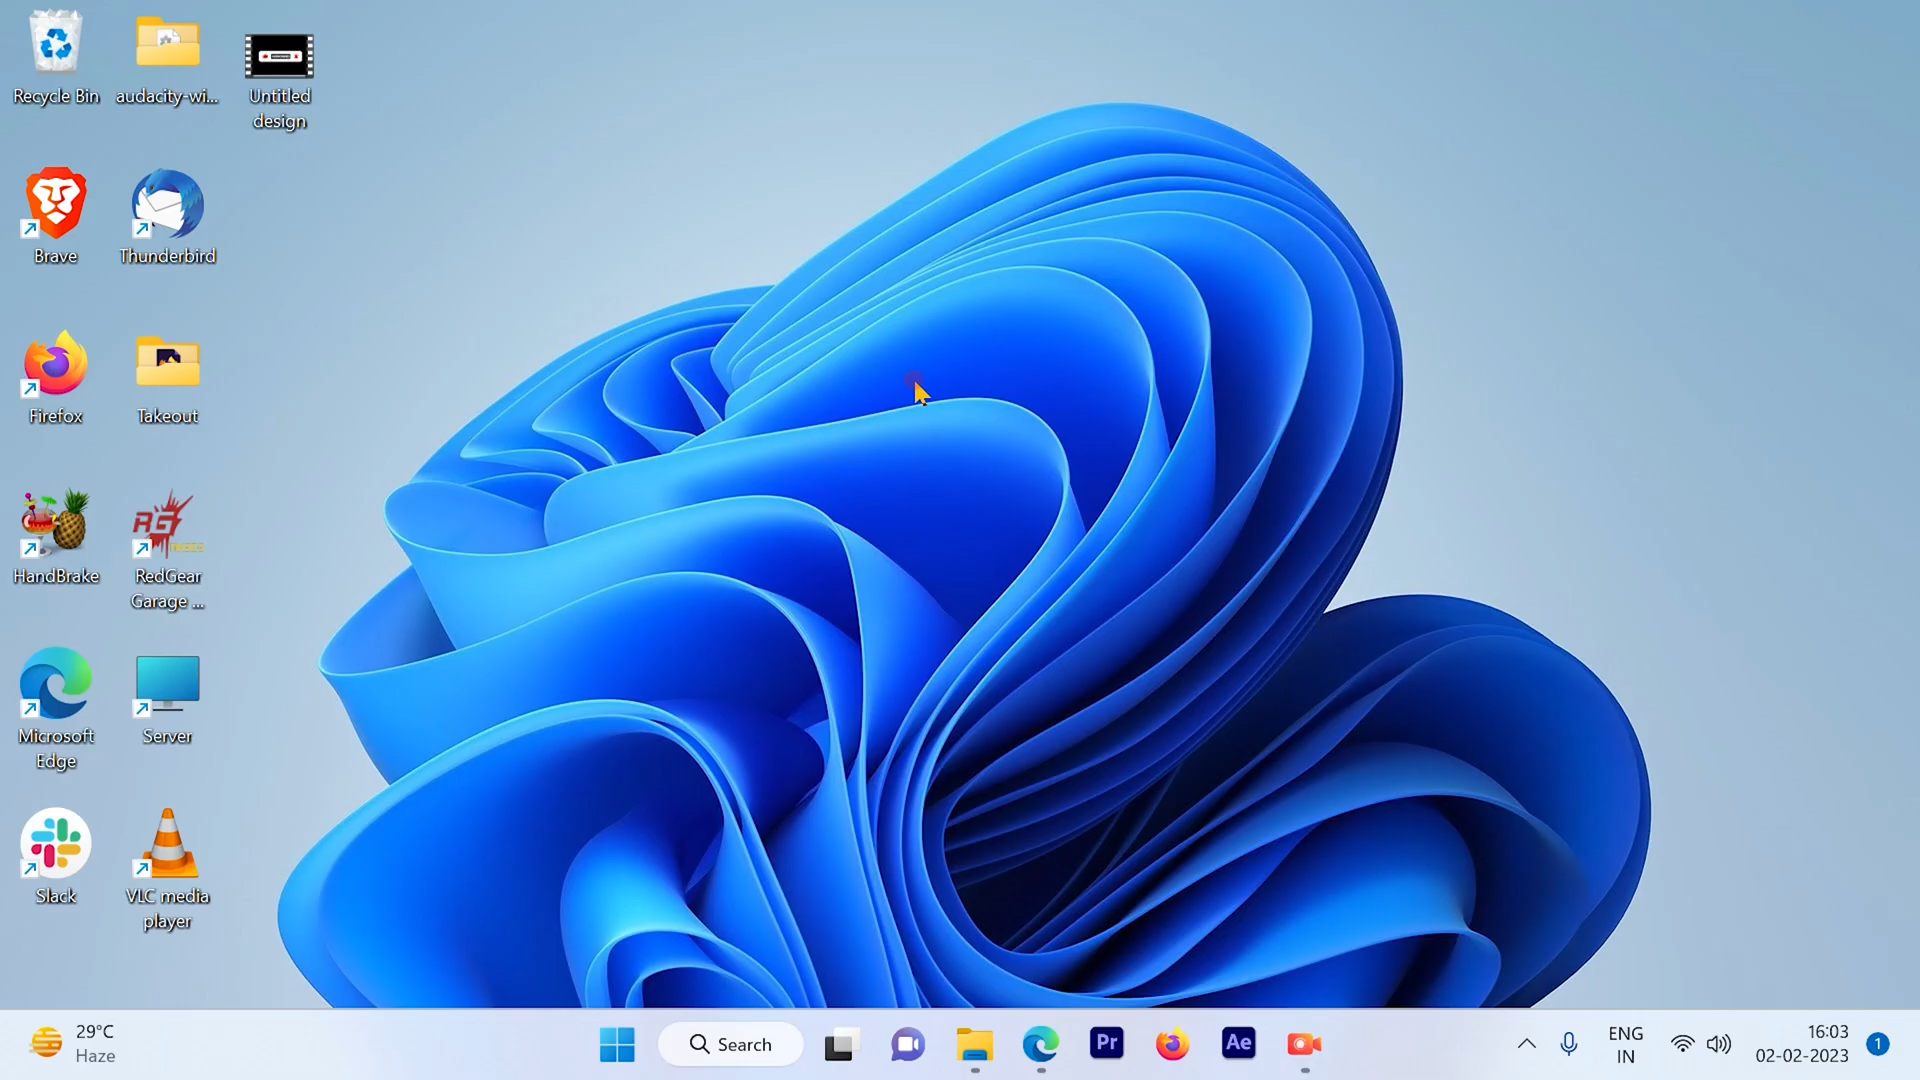 Recycle Bin
audacity-wi...
Untitled
design
Brave
Thunderbird
Firefox
Takeout
HandBrake
RG
RedGear
Garage ...
Microsoft
Edge
Server
Slack
VLC media
player
29°C
Haze
Search
Pr
Ae
ENG
IN
16:03
02-02-2023
1